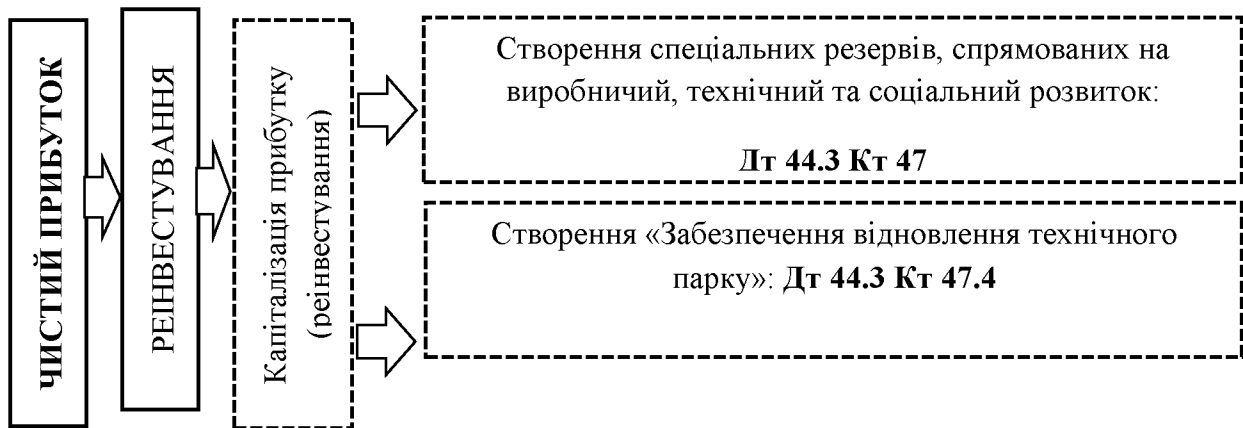 ЧИСТИЙ ПРИБУТОК
РЕІНВЕСТУВАННЯ
Капіталізація прибутку
(реінвестування)
Створення спеціальних резервів, спрямованих на
виробничий, технічний та соціальний розвиток:
Дт 44.3 Кт 47
Створення «Забезпечення відновлення технічного
парку»: Дт 44.3 Кт 47.4